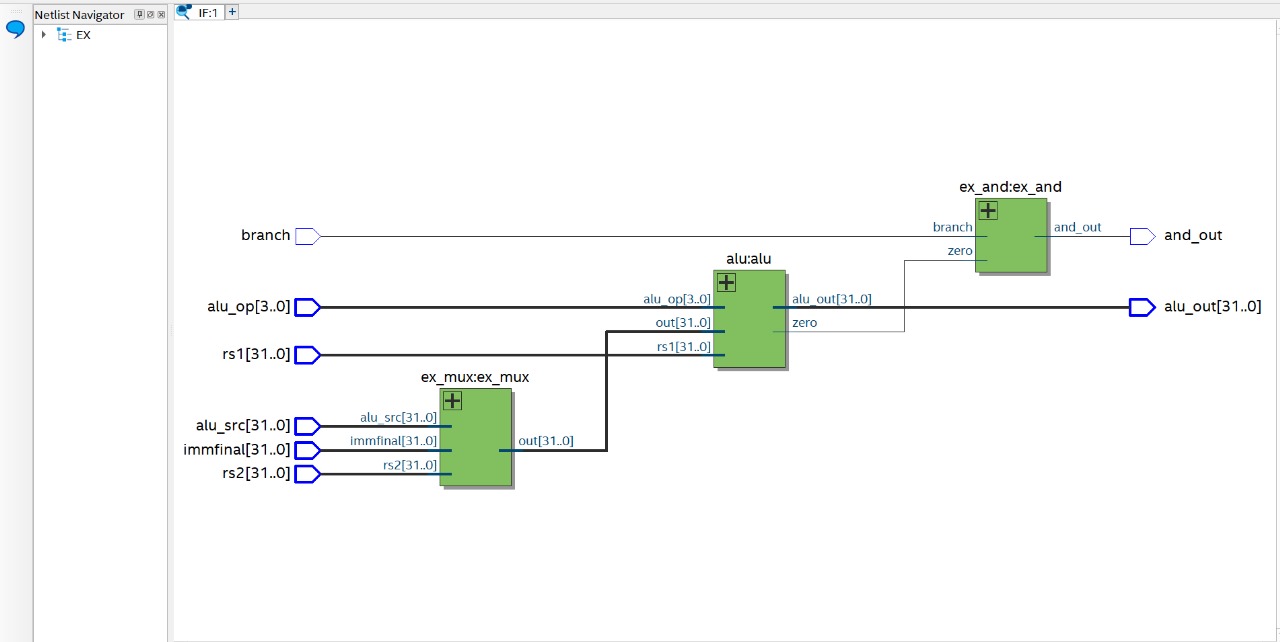 Netlist Navigator
IF:1
+
EX
ex_and:ex_and
branch
branch
and_out
and_out
zero
alu:alu
alu_op[3..0]
alu_op[3..0]
alu_out[31..0]
alu_out[31..0]
out[31..0]
zero
rs1[31..0]
rs1[31..0]
ex_mux:ex_mux
alu_src[31..0]
alu_src[31..0]
immfinal[31..0]
immfinal[31..0]
out[31..0]
rs2[31..0]
rs2[31..0]